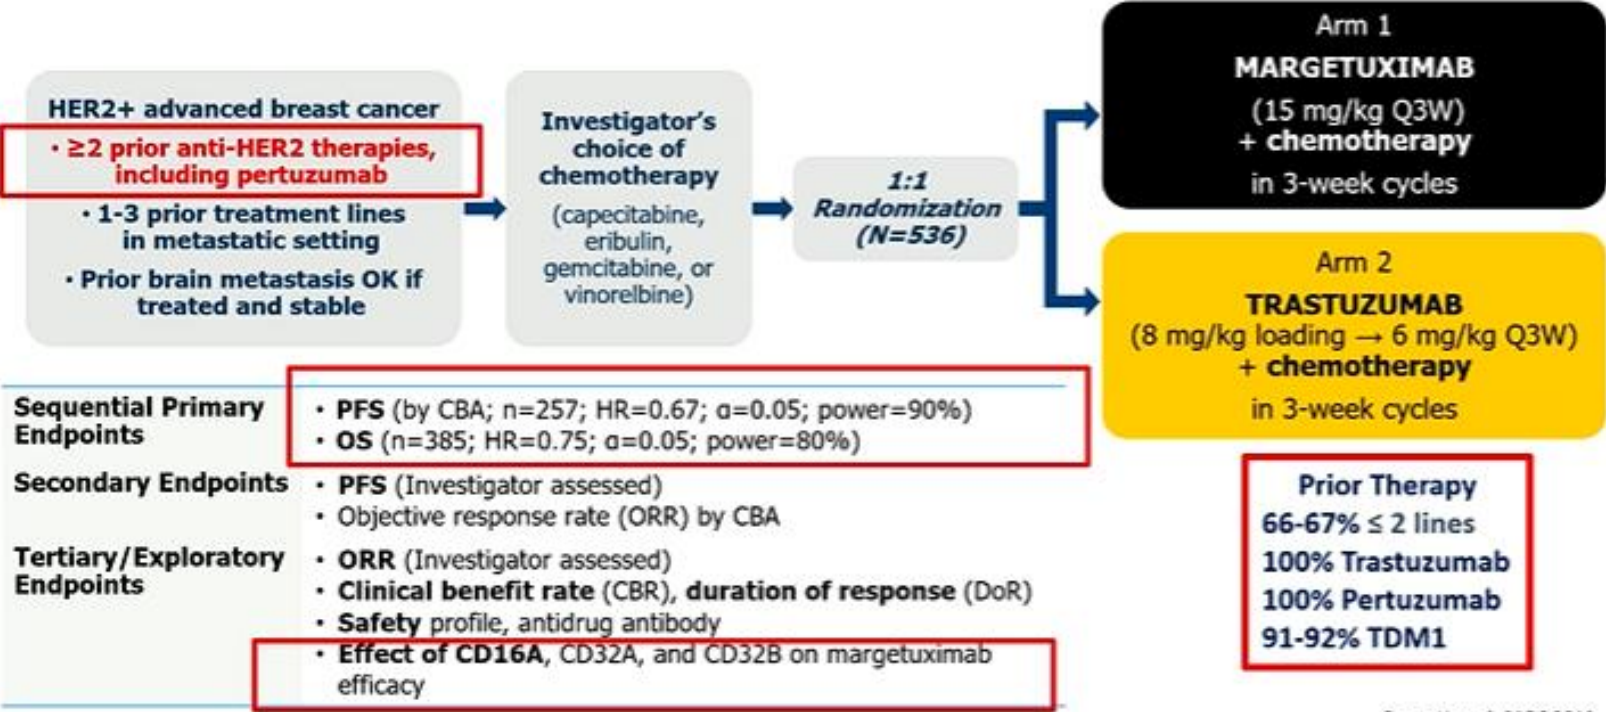 HER2+ advanced breast cancer
• ≥2 prior anti-HER2 therapies,
including pertuzumab
• 1-3 prior treatment lines
in metastatic setting
• Prior brain metastasis OK if
treated and stable
Investigator's
choice of
chemotherapy
(capecitabine,
eribulin,
gemcitabine, or
vinorelbine)
1:1
Randomization
(N=536)
Arm 1
MARGETUXIMAB
(15 mg/kg Q3W)
+ chemotherapy
in 3-week cycles
Arm 2
TRASTUZUMAB
(8 mg/kg loading → 6 mg/kg Q3W)
+ chemotherapy
in 3-week cycles
Sequential Primary
Endpoints
• PFS (by CBA; n=257; HR=0.67; α=0.05; power=90%)
• OS (n=385; HR=0.75; α=0.05; power=80%)
Secondary Endpoints
• PFS (Investigator assessed)
• Objective response rate (ORR) by CBA
Tertiary/Exploratory
Endpoints
• ORR (Investigator assessed)
• Clinical benefit rate (CBR), duration of response (DoR)
• Safety profile, antidrug antibody
• Effect of CD16A, CD32A, and CD32B on margetuximab
efficacy
Prior Therapy
66-67% ≤ 2 lines
100% Trastuzumab
100% Pertuzumab
91-92% TDM1